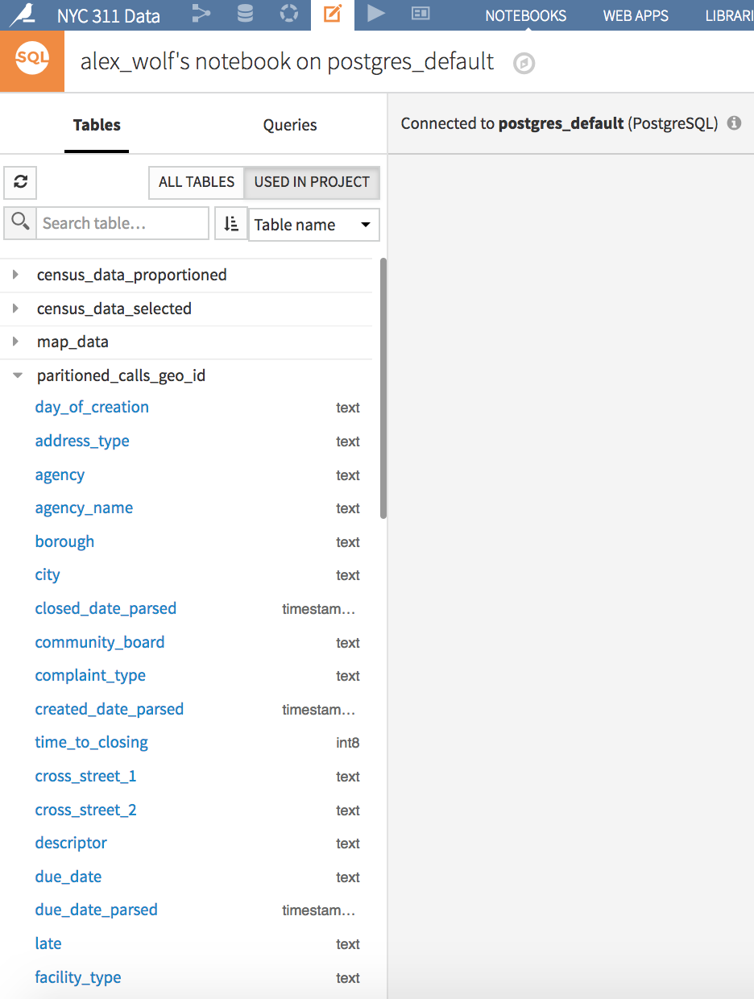 NYC 311 Data NOTEBOOKS WEB APPS LIBRARI
SQL alex_wolf's notebook on postgres_default
Tables Queries Connected to postgres_default (PostgreSQL)
ALL TABLES USED IN PROJECT
Search table... Table name
census_data_proportioned
census_data_selected
map_data
paritioned_calls_geo_id
day_of_creation text
address_type text
agency text
agency_name text
borough text
city text
closed_date_parsed timestam...
community_board text
complaint_type text
created_date_parsed timestam...
time_to_closing int8
cross_street_1 text
cross_street_2 text
descriptor text
due_date text
due_date_parsed timestam...
late text
facility_type text